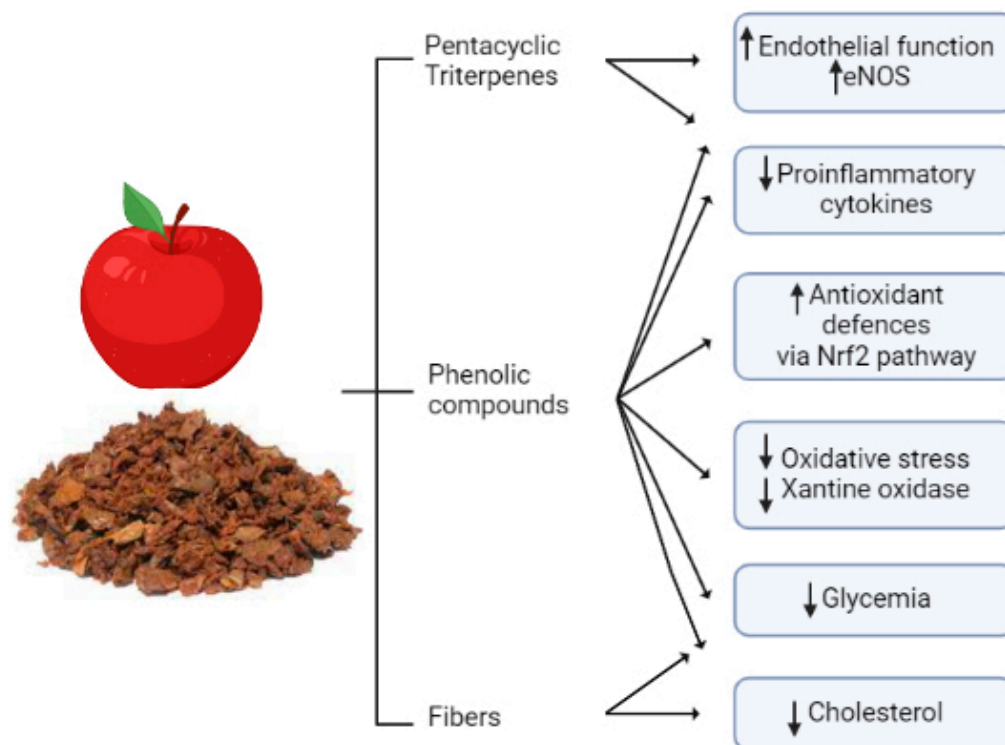 Pentacyclic
Triterpenes
Phenolic
compounds
Fibers
↑ Endothelial function
↑eNOS
↓ Proinflammatory
cytokines
↑ Antioxidant
defences
via Nrf2 pathway
↓ Oxidative stress
↓ Xantine oxidase
↓ Glycemia
↓ Cholesterol